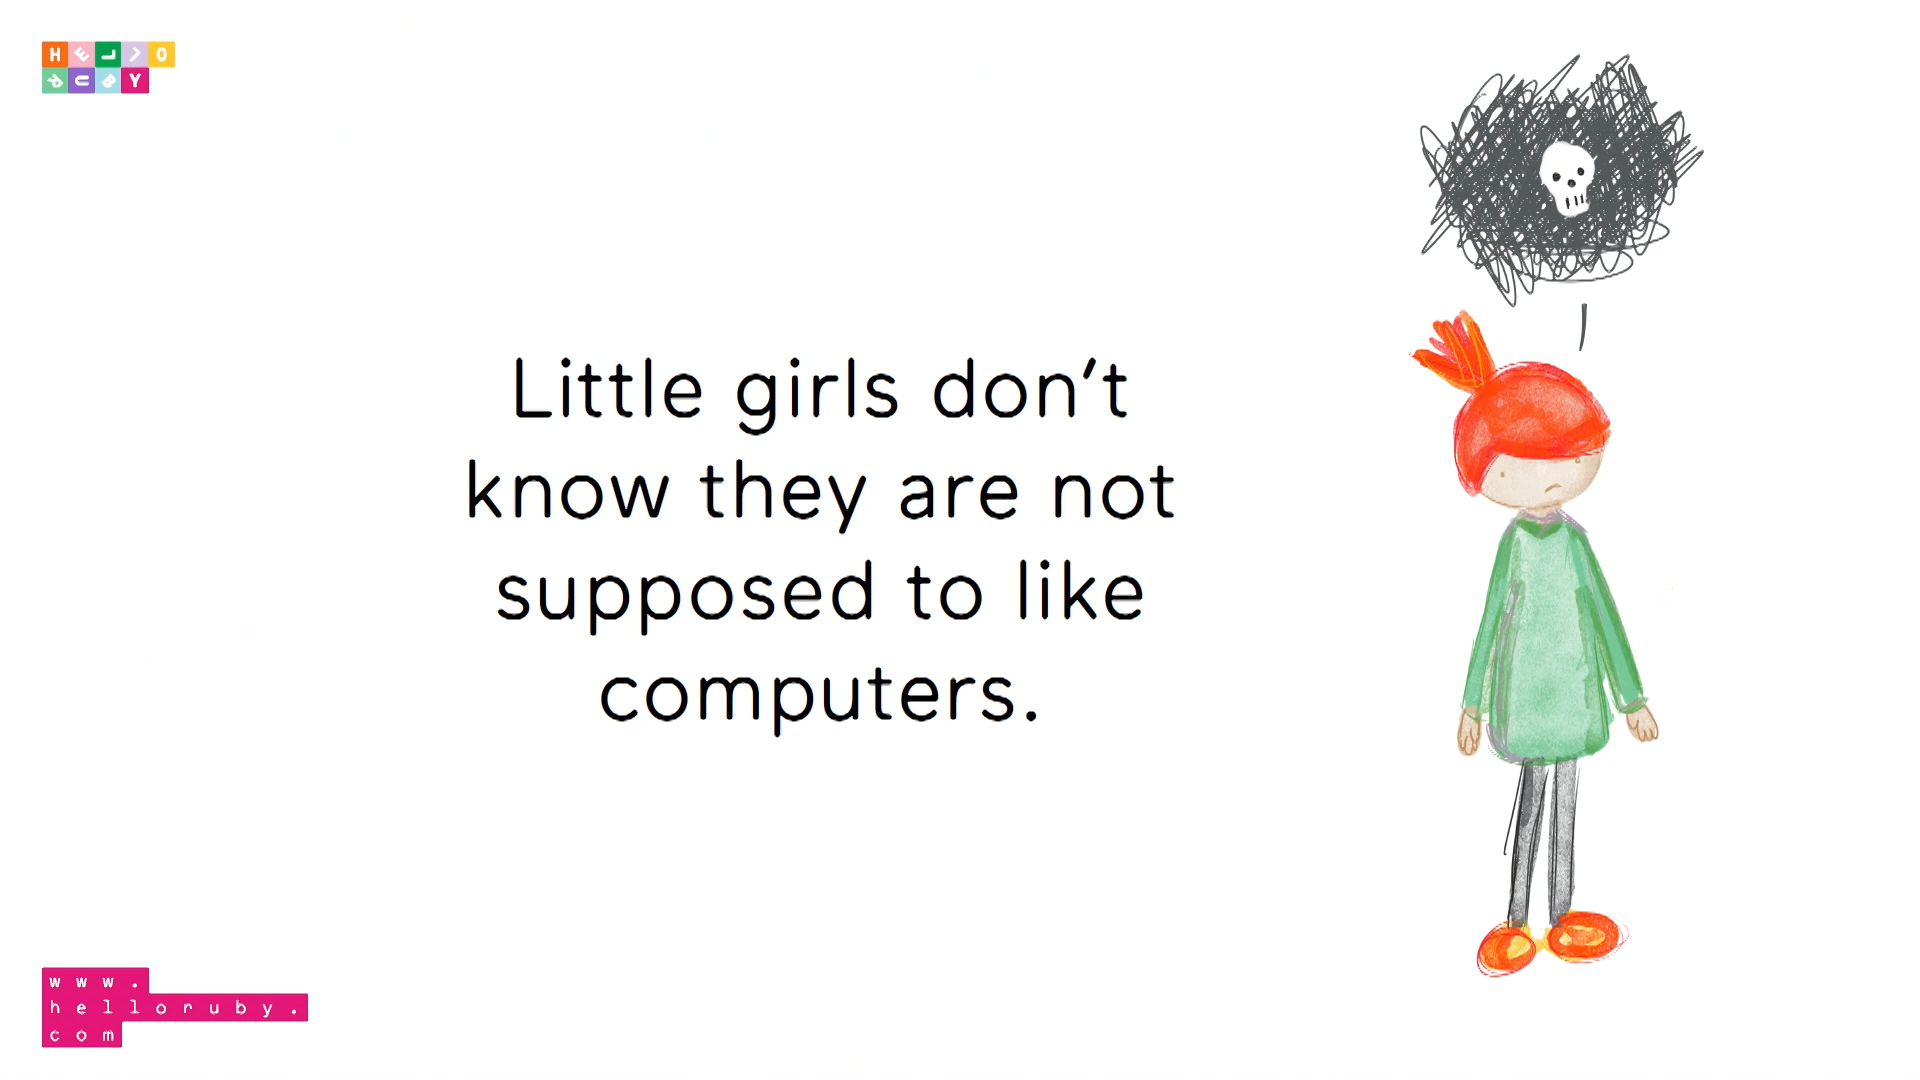 HELLO
RUBY
Little girls don’t
know they are not
supposed to like
computers.
www.
helloruby.
com